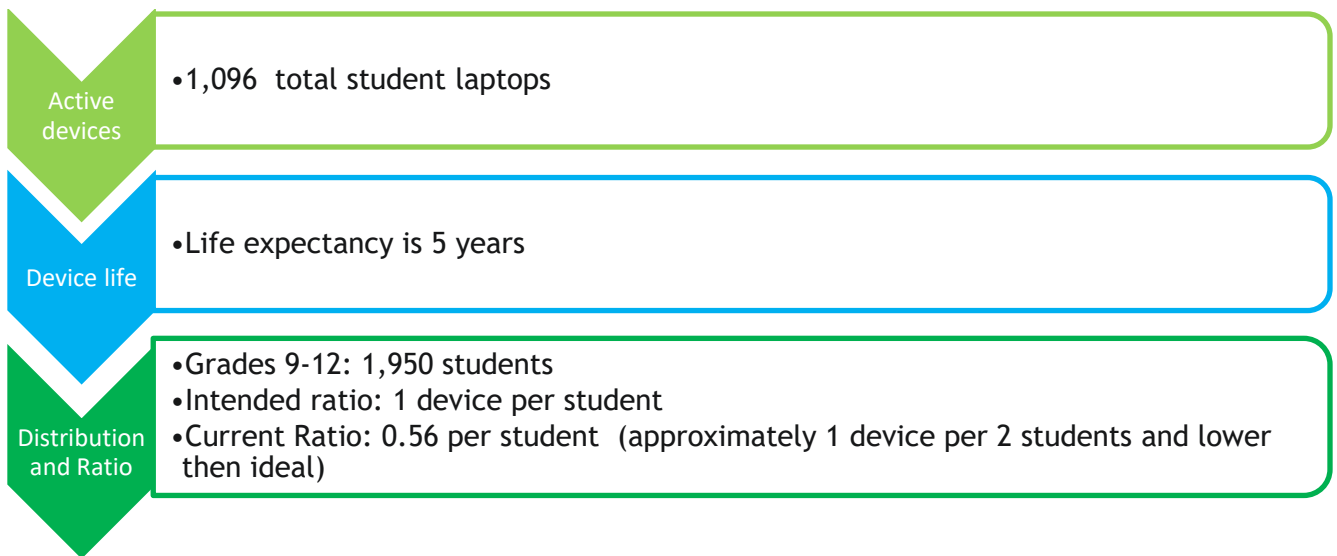 Active
devices
•1,096  total student laptops
Device life
•Life expectancy is 5 years
Distribution
and Ratio
•Grades 9-12: 1,950 students
•Intended ratio: 1 device per student
•Current Ratio: 0.56 per student  (approximately 1 device per 2 students and lower
then ideal)